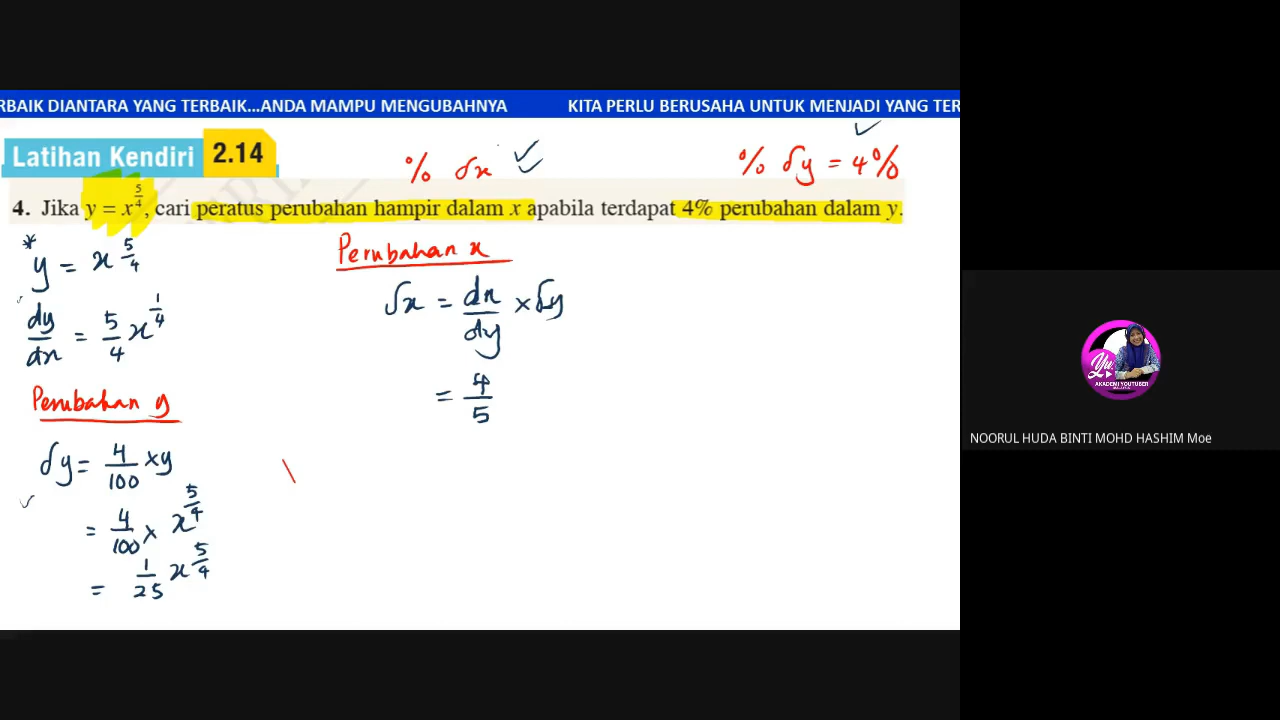 RBAIK DIANTARA YANG TERBAIK...ANDA MAMPU MENGUBAHNYA KITA PERLU BERUSAHA UNTUK MENJADI YANG TER
Latihan Kendiri 2.14
% δx
% δy = 4%
4. Jika y = x^(5/4), cari peratus perubahan hampir dalam x apabila terdapat 4% perubahan dalam y.
* y = x^(5/4)
dy/dx = 5/4 x^(1/4)
Perubahan y
δy = 4/100 × y
= 4/100 × x^(5/4)
= 1/25 x^(5/4)
Perubahan x
δx = dx/dy × δy
= 4/5
Yu
AKADEMI YOUTUBER
NOORUL HUDA BINTI MOHD HASHIM Moe